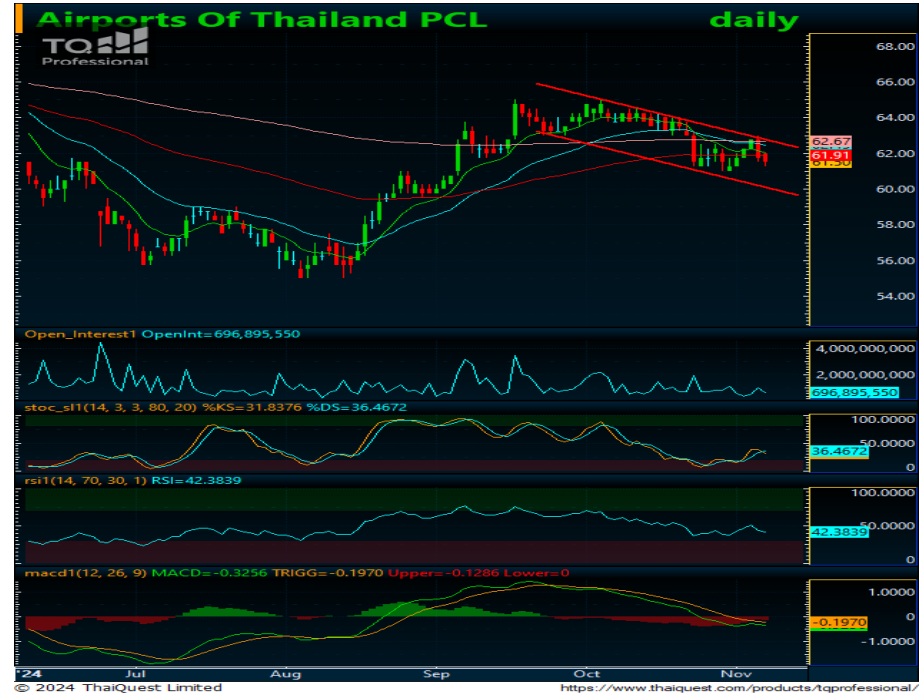 Airports Of Thailand PCL daily
TQ
Professional
68.00
66.00
64.00
62.67
62.00
61.91
60.00
58.00
56.00
54.00
Open_Interest1 OpenInt=696,895,550
4,000,000,000
2,000,000,000
696,895,550
stoc_sl1(14, 3, 3, 80, 20) %KS=31.8376 %DS=36.4672
100.0000
50.0000
36.4672
0
rsi1(14, 70, 30, 1) RSI=42.3839
100.0000
50.0000
42.3839
0
macd1(12, 26, 9) MACD=-0.3256 TRIGG=-0.1970 Upper=-0.1286 Lower=0
1.0000
0
-0.1970
-1.0000
'24 Jul Aug Sep Oct Nov
© 2024 ThaiQuest Limited https://www.thaiquest.com/products/tqprofessional/